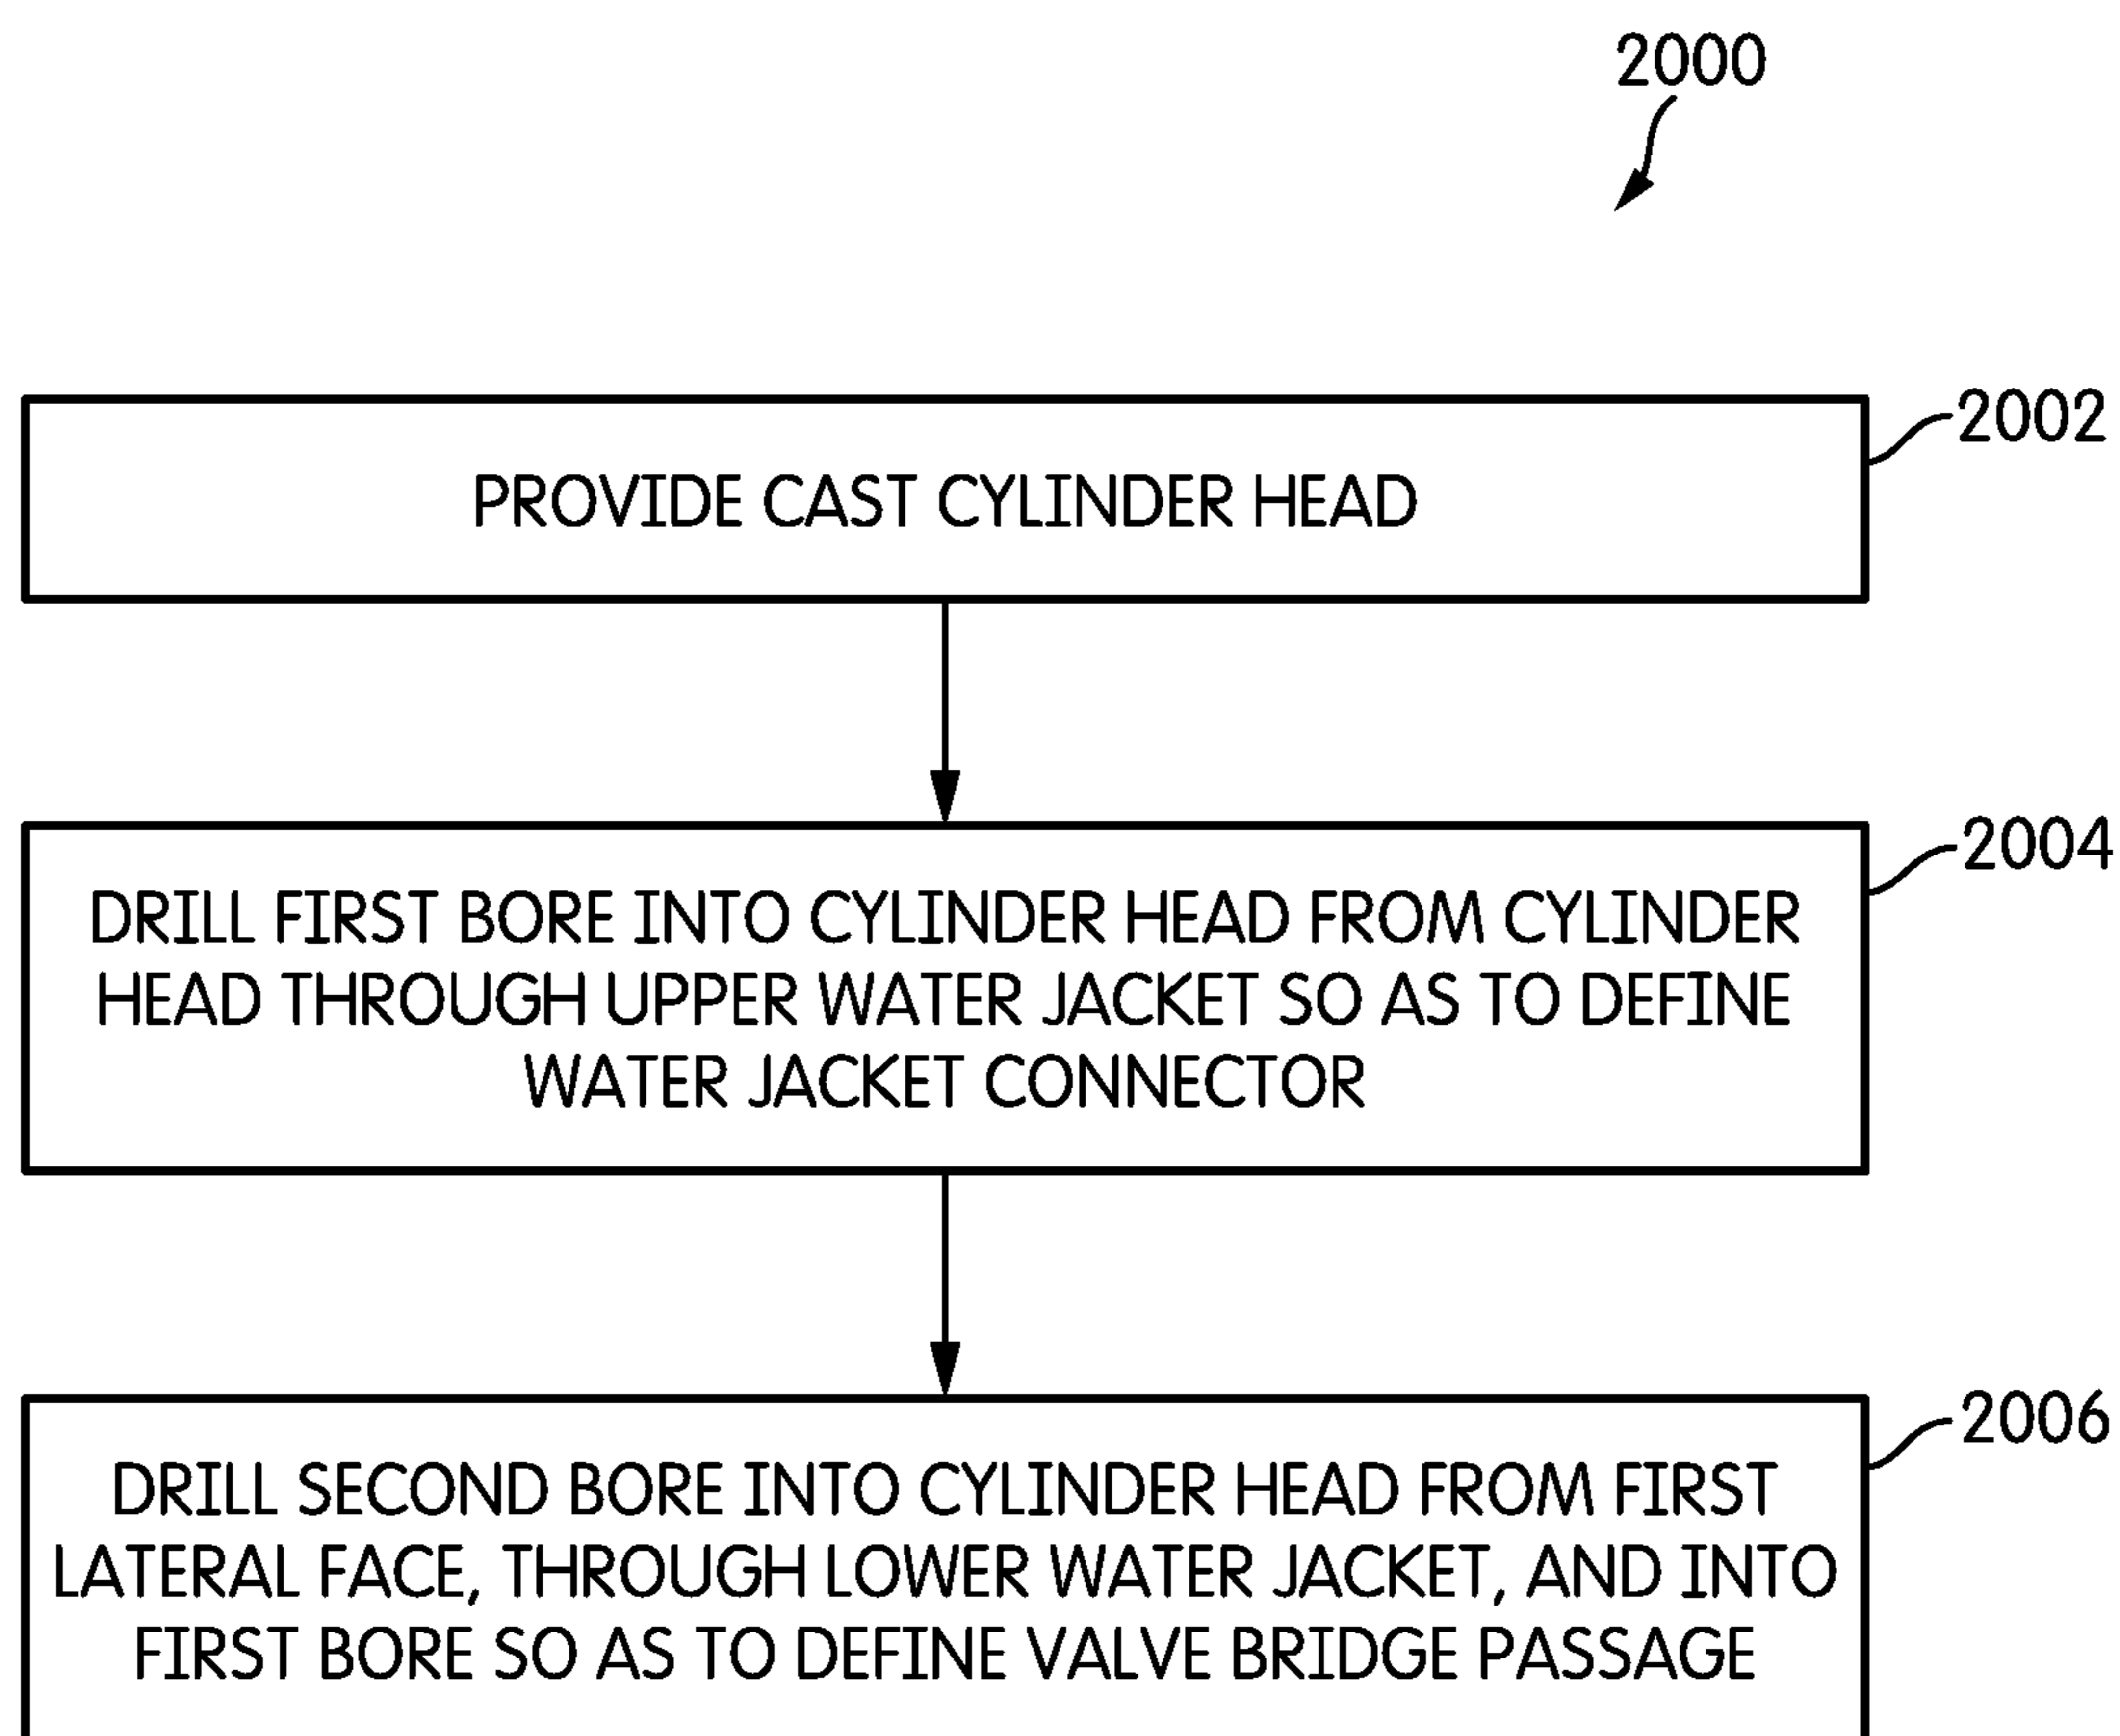 2000
2002
PROVIDE CAST CYLINDER HEAD
2004
DRILL FIRST BORE INTO CYLINDER HEAD FROM CYLINDER
HEAD THROUGH UPPER WATER JACKET SO AS TO DEFINE
WATER JACKET CONNECTOR
2006
DRILL SECOND BORE INTO CYLINDER HEAD FROM FIRST
LATERAL FACE, THROUGH LOWER WATER JACKET, AND INTO
FIRST BORE SO AS TO DEFINE VALVE BRIDGE PASSAGE